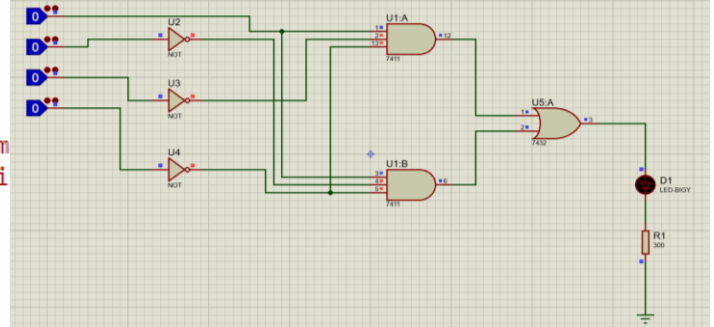 0
0
0
0
U2
NOT
U3
NOT
U4
NOT
U1:A
1
2
13
12
7411
U1:B
3
4
5
6
7411
U5:A
1
2
3
7432
D1
LED-BIGY
R1
300
m
i